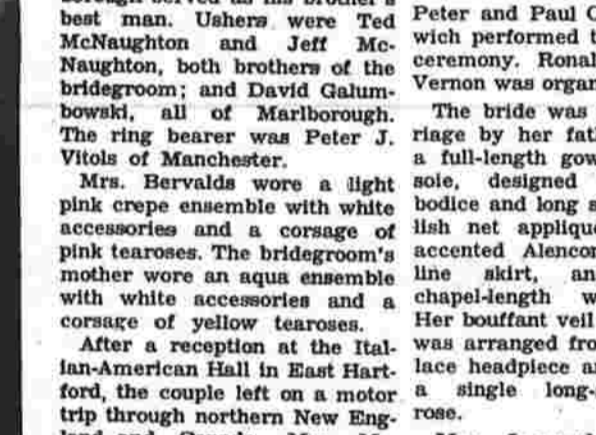 best man. Ushers were Ted
McNaughton and Jeff Mc-
Naughton, both brothers of the
bridegroom; and David Galum-
bowski, all of Marlborough.
The ring bearer was Peter J.
Vitols of Manchester.
Mrs. Bervalds wore a light
pink crepe ensemble with white
accessories and a corsage of
pink tearoses. The bridegroom's
mother wore an aqua ensemble
with white accessories and a
corsage of yellow tearoses.
After a reception at the Ital-
ian-American Hall in East Hart-
ford, the couple left on a motor
trip through northern New Eng-
Peter and Paul C
wich performed t
ceremony. Ronal
Vernon was organ
The bride was
riage by her fat
a full-length gow
sole, designed
bodice and long s
lish net applique
accented Alencon
line skirt, an
chapel-length w
Her bouffant veil
was arranged fro
lace headpiece a
a single long-
rose.